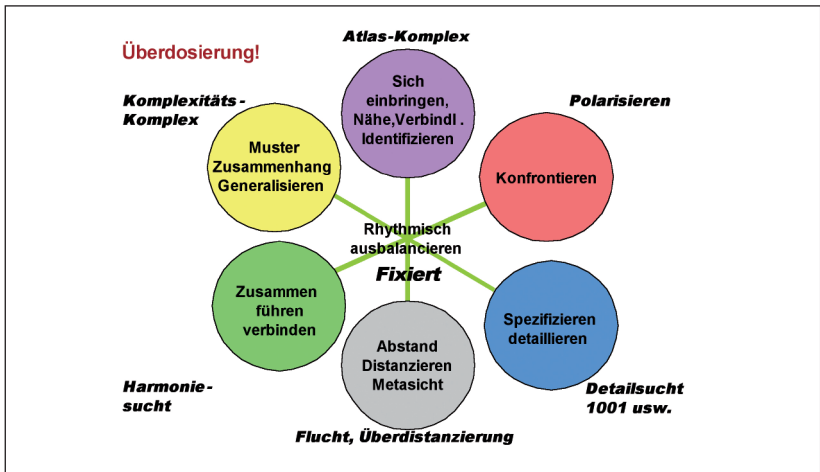 Überdosierung!
Atlas-Komplex
Komplexitäts-
Komplex
Polarisieren
Sich
einbringen,
Nähe,Verbindl .
Identifizieren
Muster
Zusammenhang
Generalisieren
Konfrontieren
Rhythmisch
ausbalancieren
Fixiert
Zusammen
führen
verbinden
Abstand
Distanzieren
Metasicht
Spezifizieren
detaillieren
Harmonie-
sucht
Detailsucht
1001 usw.
Flucht, Überdistanzierung